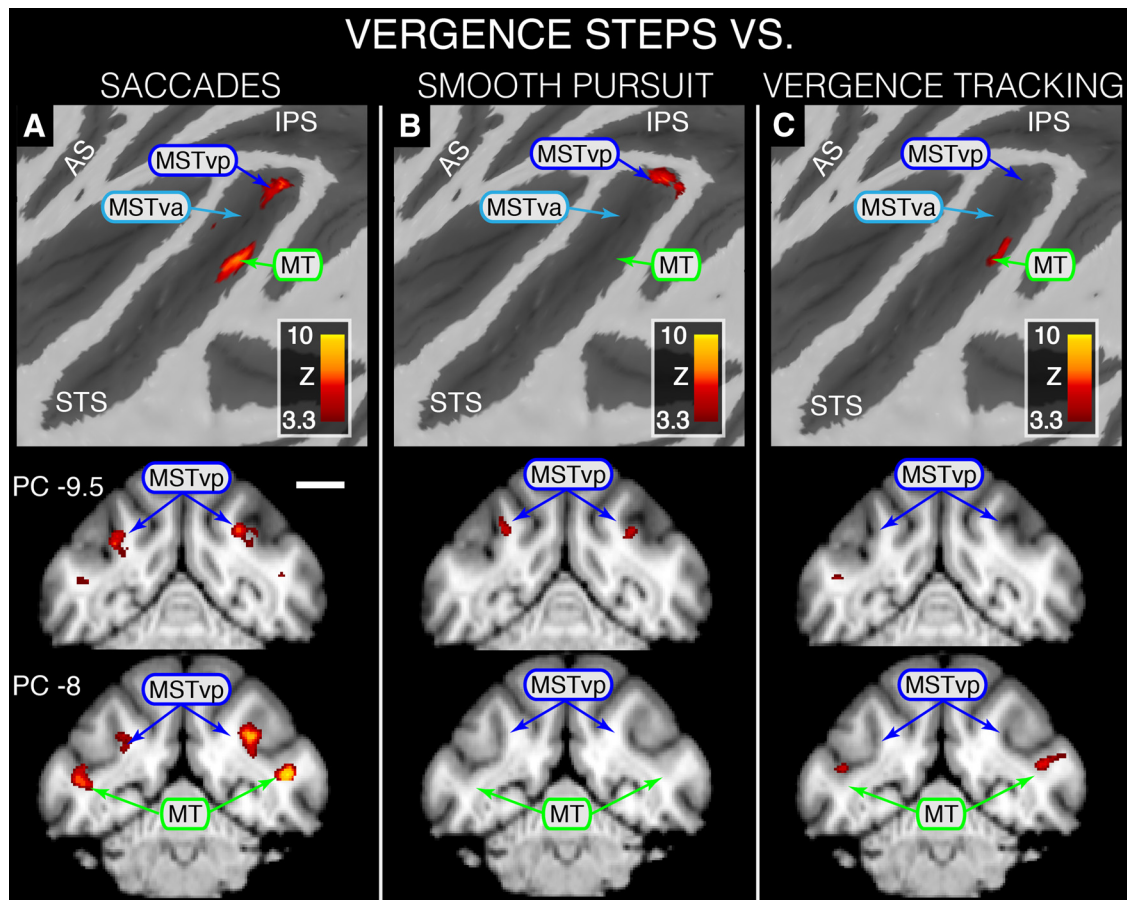 VERGENCE STEPS VS.
SACCADES
SMOOTH PURSUIT
VERGENCE TRACKING
A
IPS
AS
MSTvp
MSTva
MT
10
Z
3.3
STS
B
IPS
AS
MSTvp
MSTva
MT
10
Z
3.3
STS
C
IPS
AS
MSTvp
MSTva
MT
10
Z
3.3
STS
PC -9.5
MSTvp
MSTvp
MSTvp
PC -8
MSTvp
MSTvp
MSTvp
MT
MT
MT